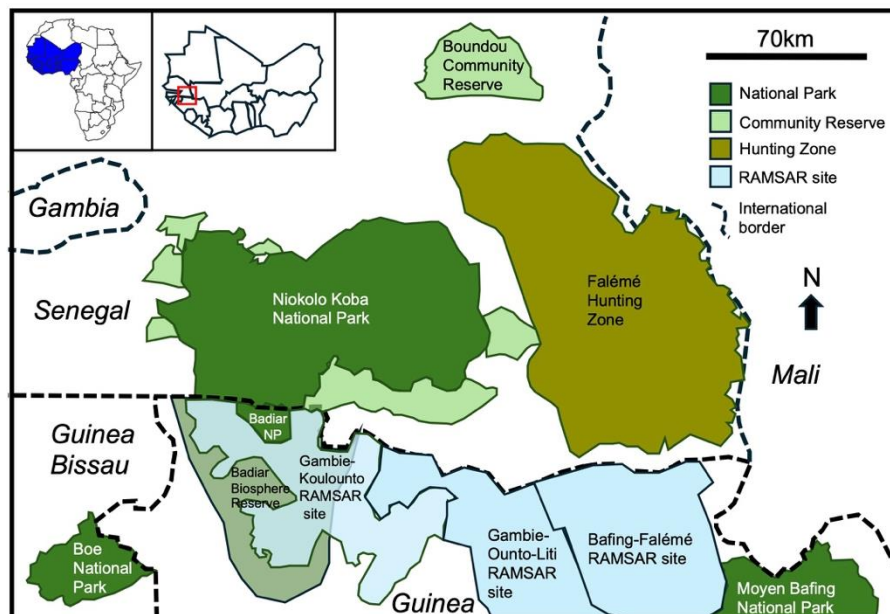 Boundou
Community
Reserve
70km
National Park
Community Reserve
Hunting Zone
RAMSAR site
International
border
N
Gambia
Senegal
Niokolo Koba
National Park
Falémé
Hunting
Zone
Mali
Guinea
Bissau
Badiar
NP
Badiar
Biosphere
Reserve
Gambie-
Koulounto
RAMSAR
site
Gambie-
Ounto-Liti
RAMSAR
site
Bafing-Falémé
RAMSAR site
Boe
National
Park
Guinea
Moyen Bafing
National Park